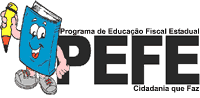 Programa de Educação Fiscal Estadual
PEFE
Cidadania que Faz